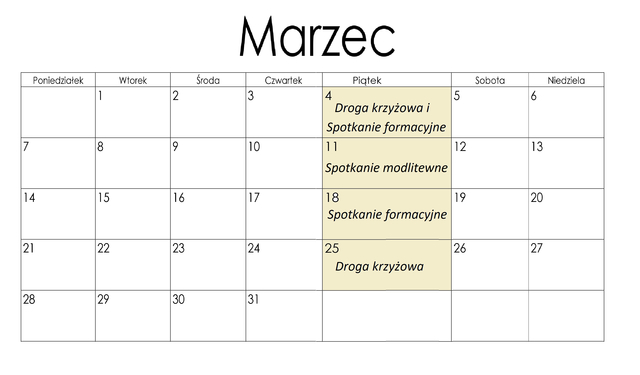 Marzec
Poniedziałek Wtorek Środa Czwartek Piątek Sobota Niedziela
1 2 3 4 5 6
Droga krzyżowa i
Spotkanie formacyjne
7 8 9 10 11 12 13
Spotkanie modlitewne
14 15 16 17 18 19 20
Spotkanie formacyjne
21 22 23 24 25 26 27
Droga krzyżowa
28 29 30 31